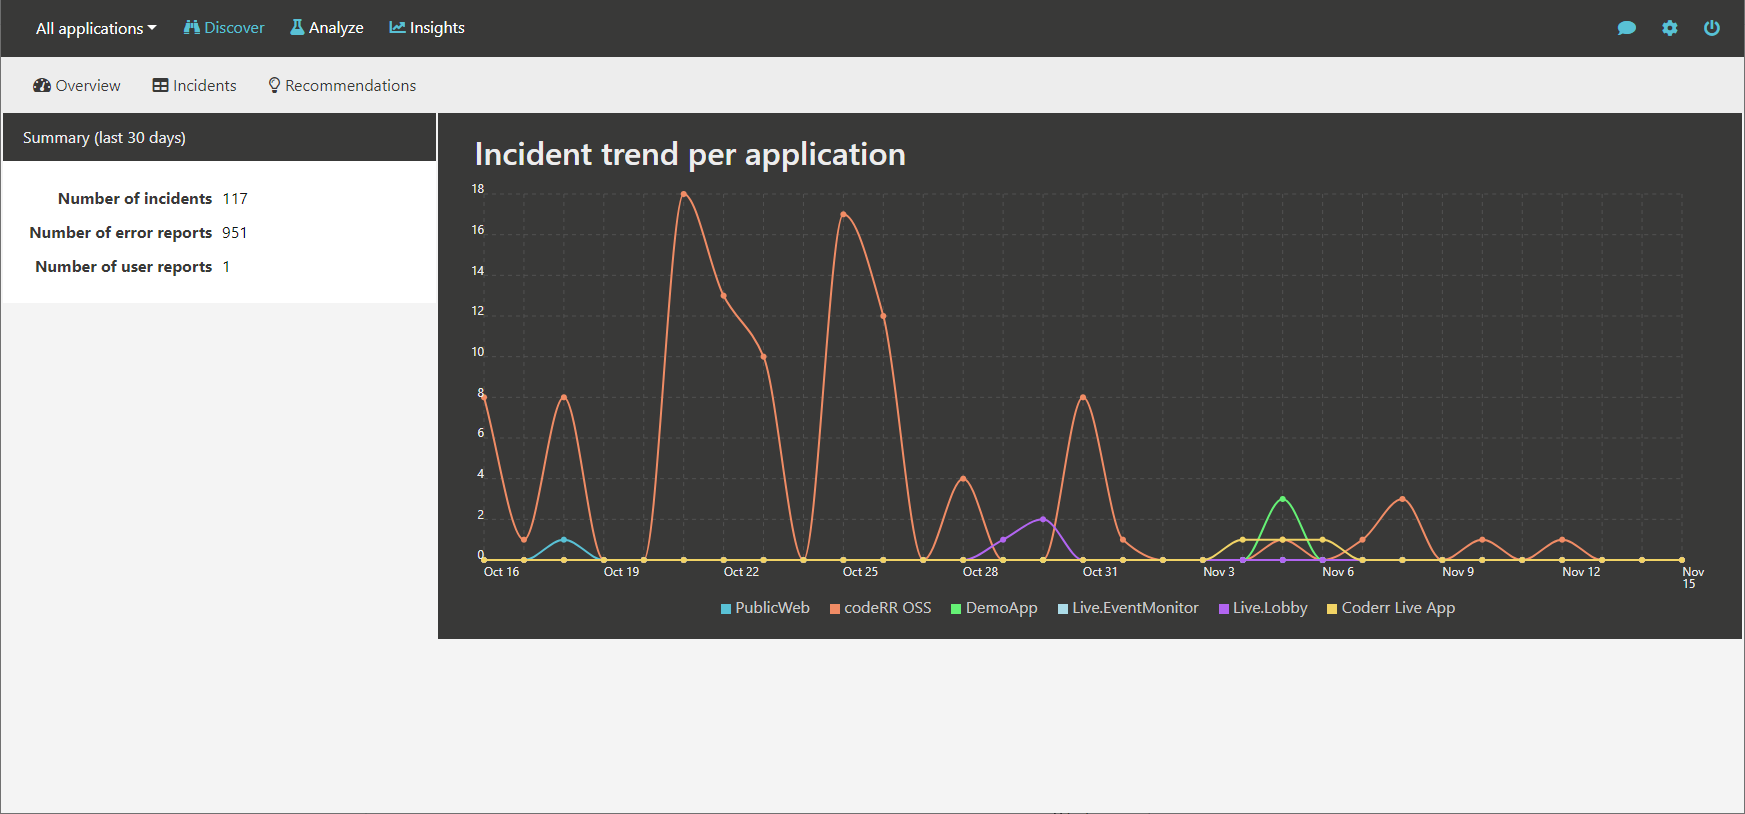 All applications Discover Analyze Insights
Overview Incidents Recommendations
Summary (last 30 days)
Number of incidents 117
Number of error reports 951
Number of user reports 1
Incident trend per application
18
16
14
12
10
8
6
4
2
0
Oct 16 Oct 19 Oct 22 Oct 25 Oct 28 Oct 31 Nov 3 Nov 6 Nov 9 Nov 12 Nov
15
PublicWeb codeRR OSS DemoApp Live.EventMonitor Live.Lobby Coderr Live App